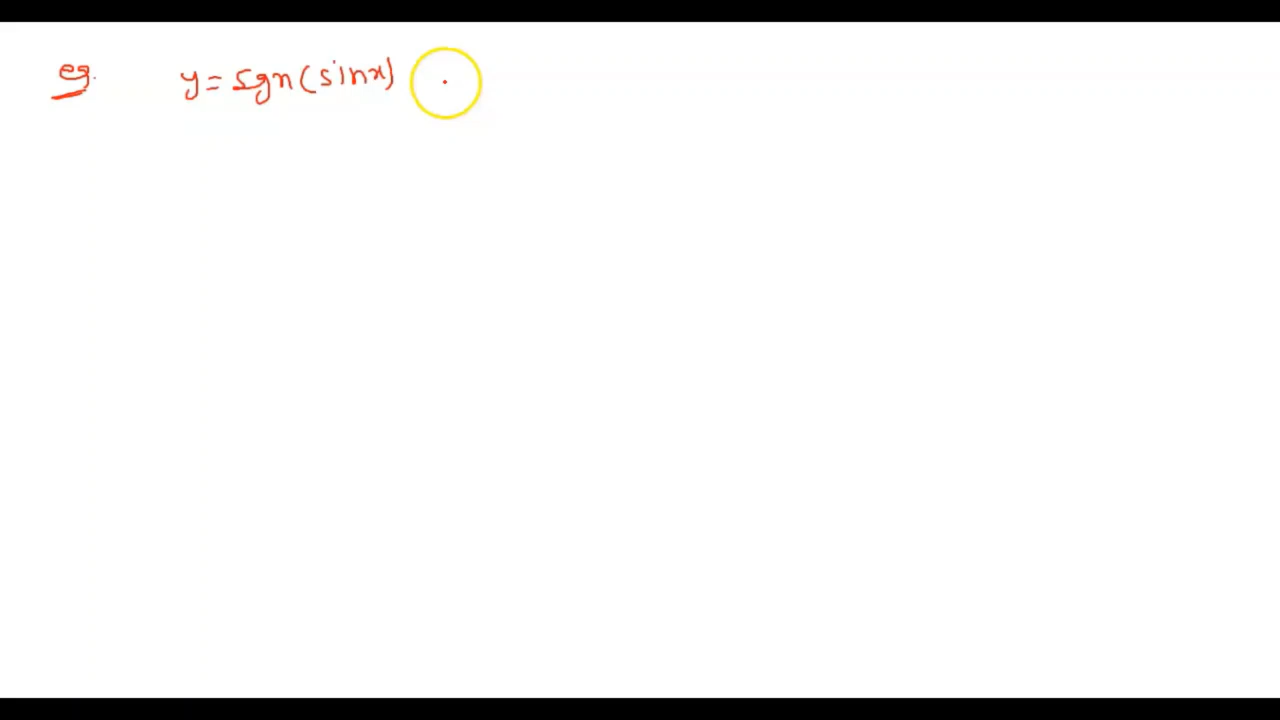 eg. y = sgn(sinx)